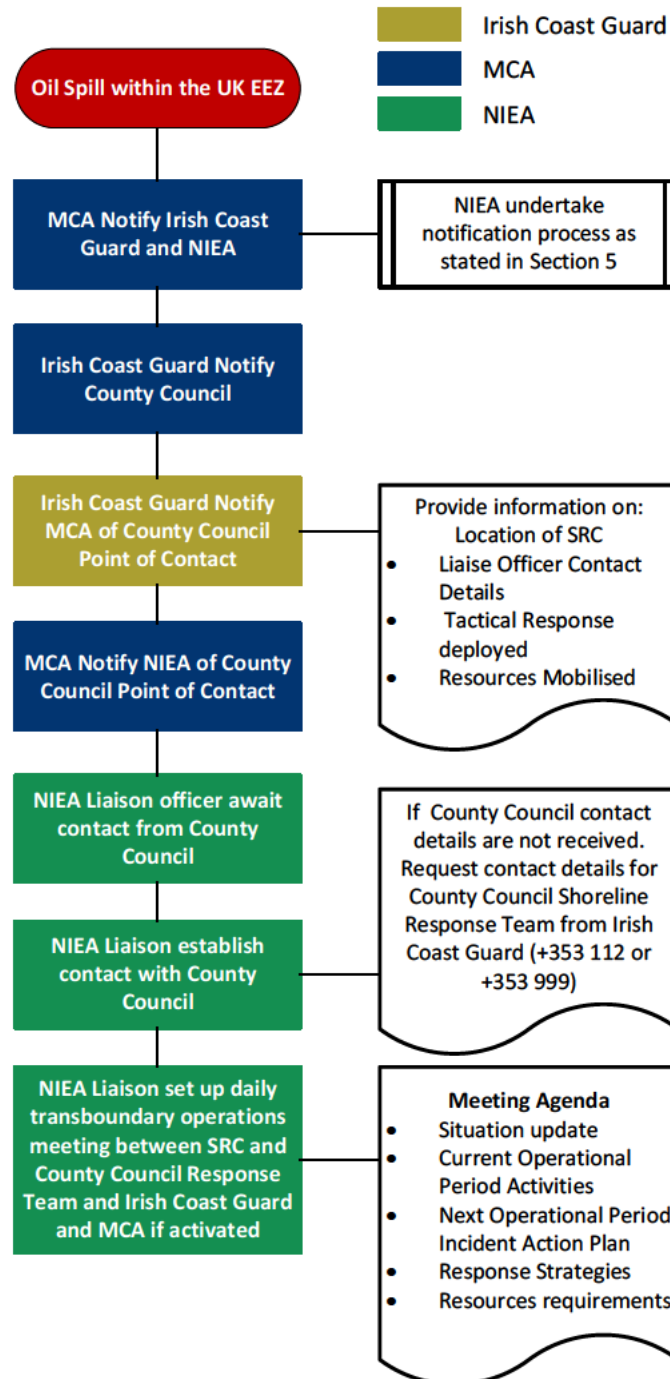 Irish Coast Guard
MCA
NIEA
Oil Spill within the UK EEZ
MCA Notify Irish Coast
Guard and NIEA
NIEA undertake
notification process as
stated in Section 5
Irish Coast Guard Notify
County Council
Irish Coast Guard Notify
MCA of County Council
Point of Contact
Provide information on:
Location of SRC
• Liaise Officer Contact
Details
• Tactical Response
deployed
• Resources Mobilised
MCA Notify NIEA of County
Council Point of Contact
NIEA Liaison officer await
contact from County
Council
If County Council contact
details are not received.
Request contact details for
County Council Shoreline
Response Team from Irish
Coast Guard (+353 112 or
+353 999)
NIEA Liaison establish
contact with County
Council
NIEA Liaison set up daily
transboundary operations
meeting between SRC and
County Council Response
Team and Irish Coast Guard
and MCA if activated
Meeting Agenda
• Situation update
• Current Operational
Period Activities
• Next Operational Period
Incident Action Plan
• Response Strategies
• Resources requirements